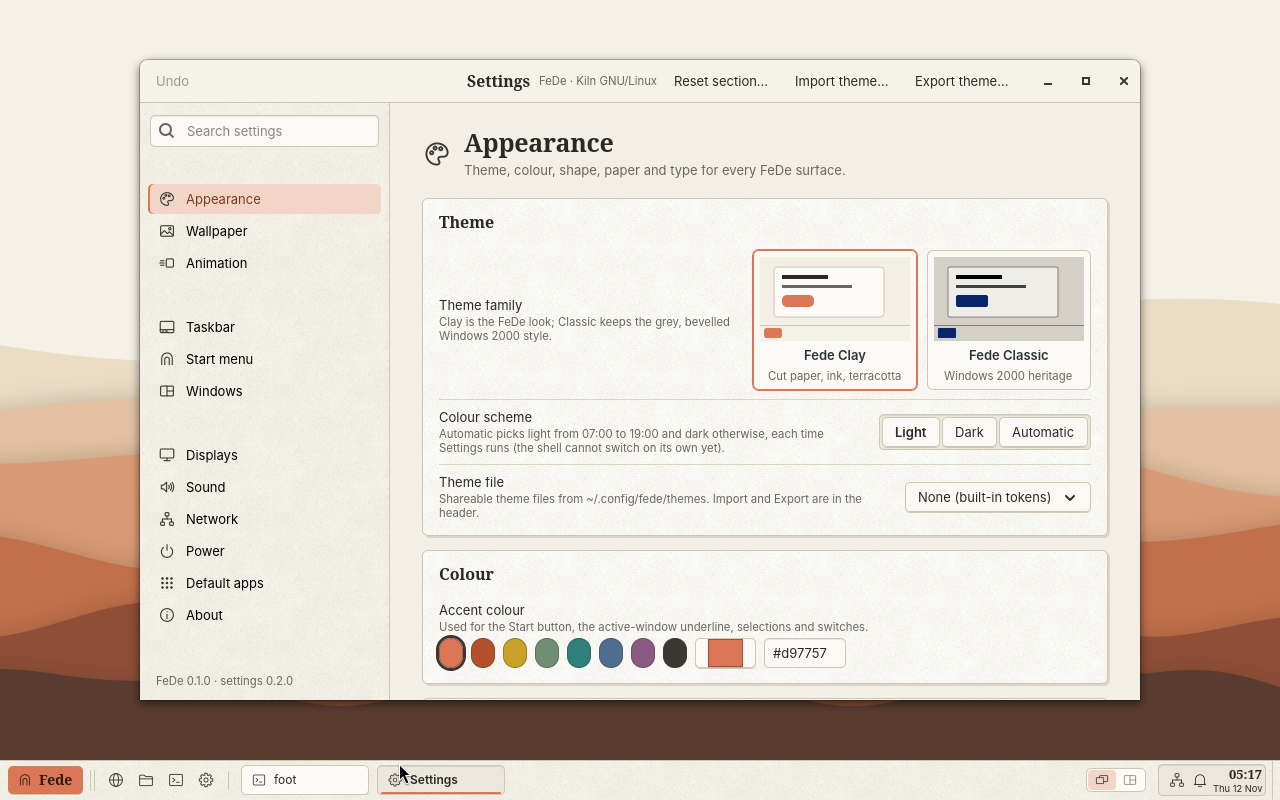 Undo
Settings FeDe · Kiln GNU/Linux
Reset section...
Import theme...
Export theme...
Search settings
Appearance
Wallpaper
Animation
Taskbar
Start menu
Windows
Displays
Sound
Network
Power
Default apps
About
FeDe 0.1.0 · settings 0.2.0
Appearance
Theme, colour, shape, paper and type for every FeDe surface.
Theme
Theme family
Clay is the FeDe look; Classic keeps the grey, bevelled
Windows 2000 style.
Fede Clay
Cut paper, ink, terracotta
Fede Classic
Windows 2000 heritage
Colour scheme
Automatic picks light from 07:00 to 19:00 and dark otherwise, each time
Settings runs (the shell cannot switch on its own yet).
Light Dark Automatic
Theme file
Shareable theme files from ~/.config/fede/themes. Import and Export are in the
header.
None (built-in tokens)
Colour
Accent colour
Used for the Start button, the active-window underline, selections and switches.
#d97757
Fede
foot
Settings
05:17
Thu 12 Nov